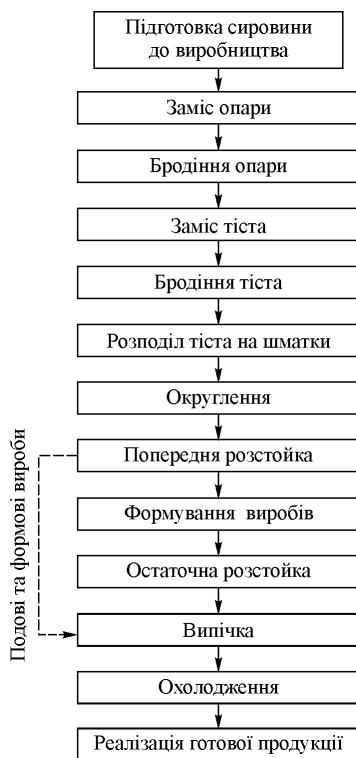 Підготовка сировини
до виробництва
Заміс опари
Бродіння опари
Заміс тіста
Бродіння тіста
Розподіл тіста на шматки
Округлення
Попередня розстойка
Формування виробів
Остаточна розстойка
Випічка
Охолодження
Реалізація готової продукції
Подові та формові вироби